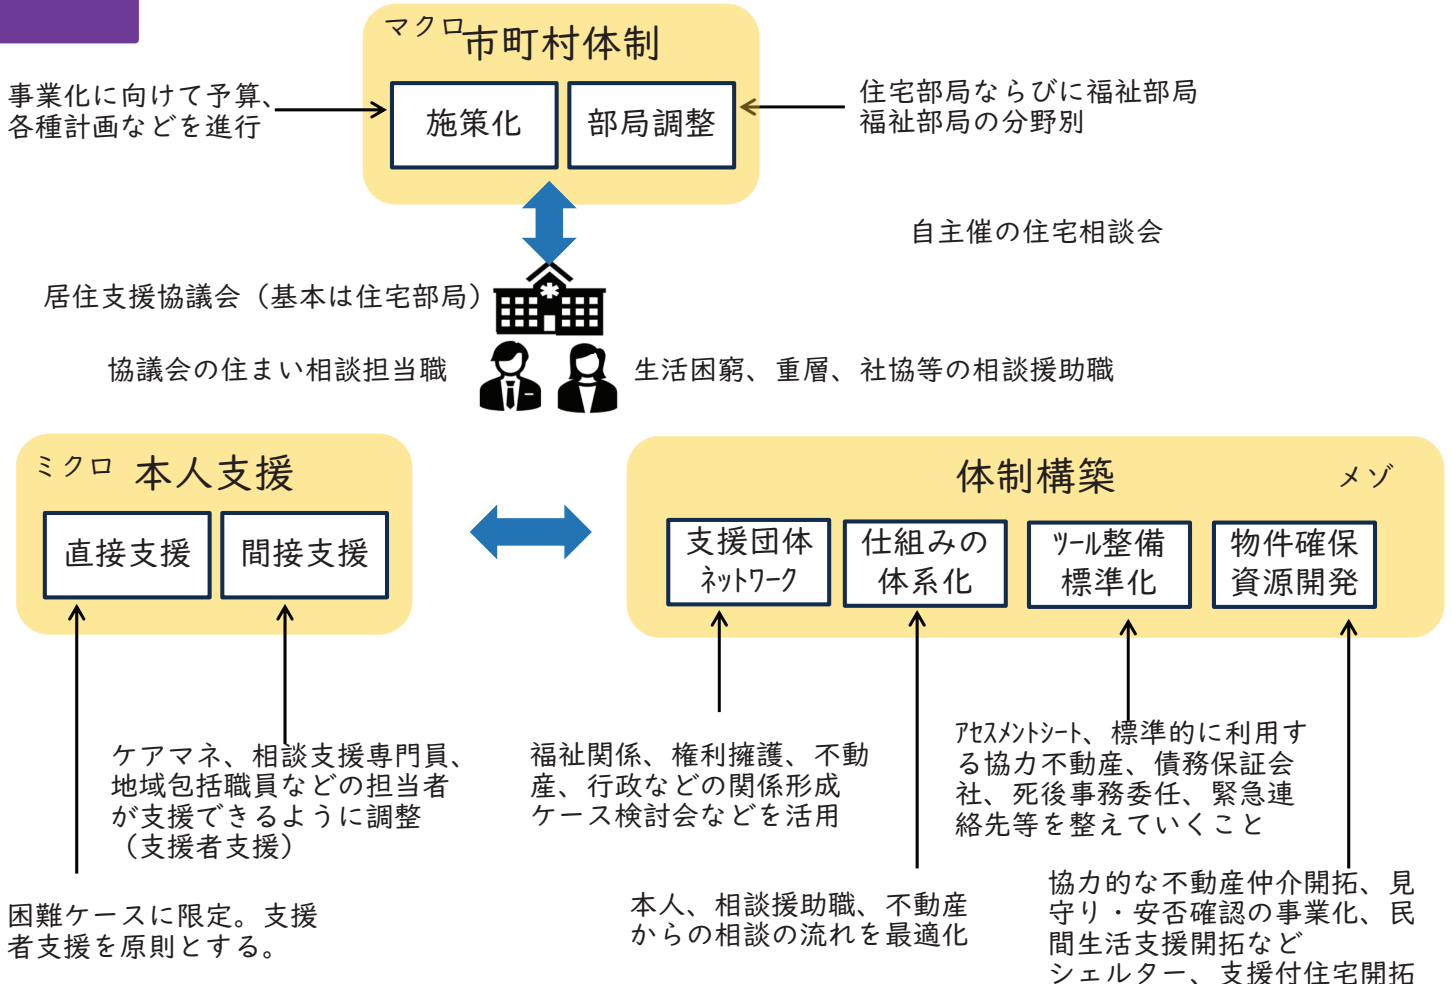 マクロ
市町村体制
施策化
部局調整
事業化に向けて予算、
各種計画などを進行
住宅部局ならびに福祉部局
福祉部局の分野別
自主催の住宅相談会
居住支援協議会（基本は住宅部局）
協議会の住まい相談担当職
生活困窮、重層、社協等の相談援助職
ミクロ
本人支援
直接支援
間接支援
体制構築
メゾ
支援団体
ﾈｯﾄﾜｰｸ
仕組みの
体系化
ﾂｰﾙ整備
標準化
物件確保
資源開発
ケアマネ、相談支援専門員、
地域包括職員などの担当者
が支援できるように調整
（支援者支援）
困難ケースに限定。支援
者支援を原則とする。
福祉関係、権利擁護、不動
産、行政などの関係形成
ケース検討会などを活用
本人、相談援助職、不動産
からの相談の流れを最適化
ｱｾｽﾒﾝﾄｼｰﾄ、標準的に利用す
る協力不動産、債務保証会
社、死後事務委任、緊急連
絡先等を整えていくこと
協力的な不動産仲介開拓、見
守り・安否確認の事業化、民
間生活支援開拓など
シェルター、支援付住宅開拓